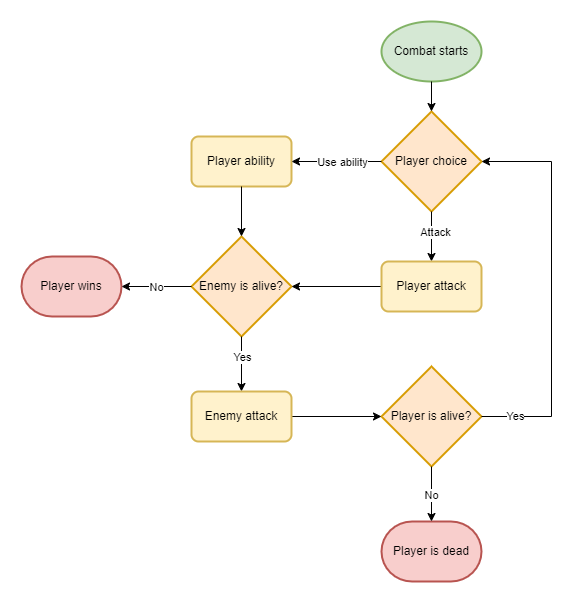 Combat starts
Player choice
Use ability
Player ability
Attack
Player attack
Enemy is alive?
No
Player wins
Yes
Enemy attack
Player is alive?
Yes
No
Player is dead